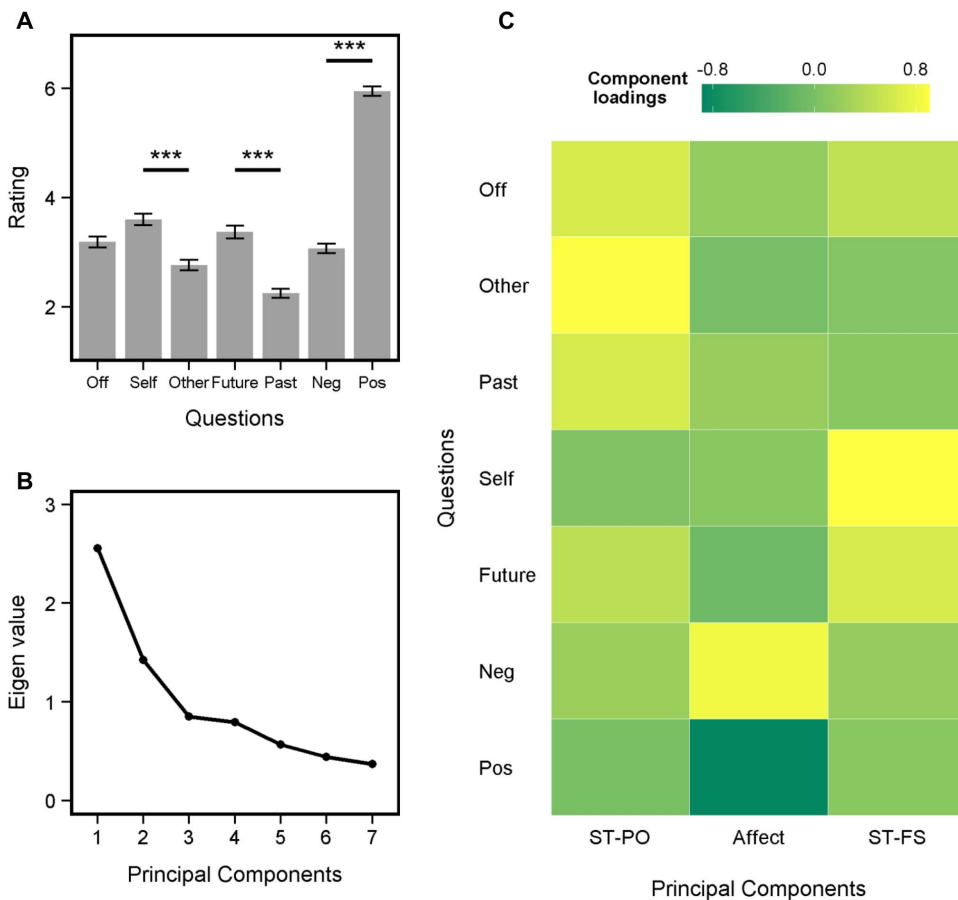 A
Rating
6
4
2
***
***
***
Off Self Other Future Past Neg Pos
Questions
B
Eigen value
3
2
1
0
1 2 3 4 5 6 7
Principal Components
C
Component
loadings
-0.8 0.0 0.8
Questions
Off
Other
Past
Self
Future
Neg
Pos
ST-PO Affect ST-FS
Principal Components